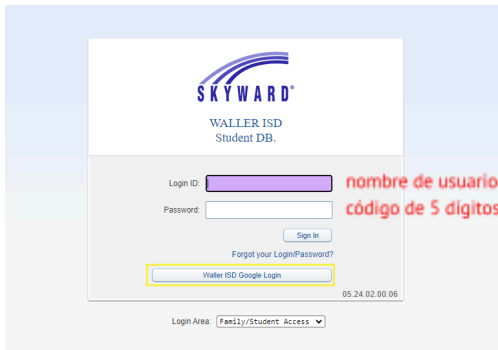 SKYWARD®
WALLER ISD
Student DB.
Login ID: nombre de usuario
Password: código de 5 dígitos
Sign In
Forgot your Login/Password?
Waller ISD Google Login
05.24.02.00.06
Login Area: Family/Student Access